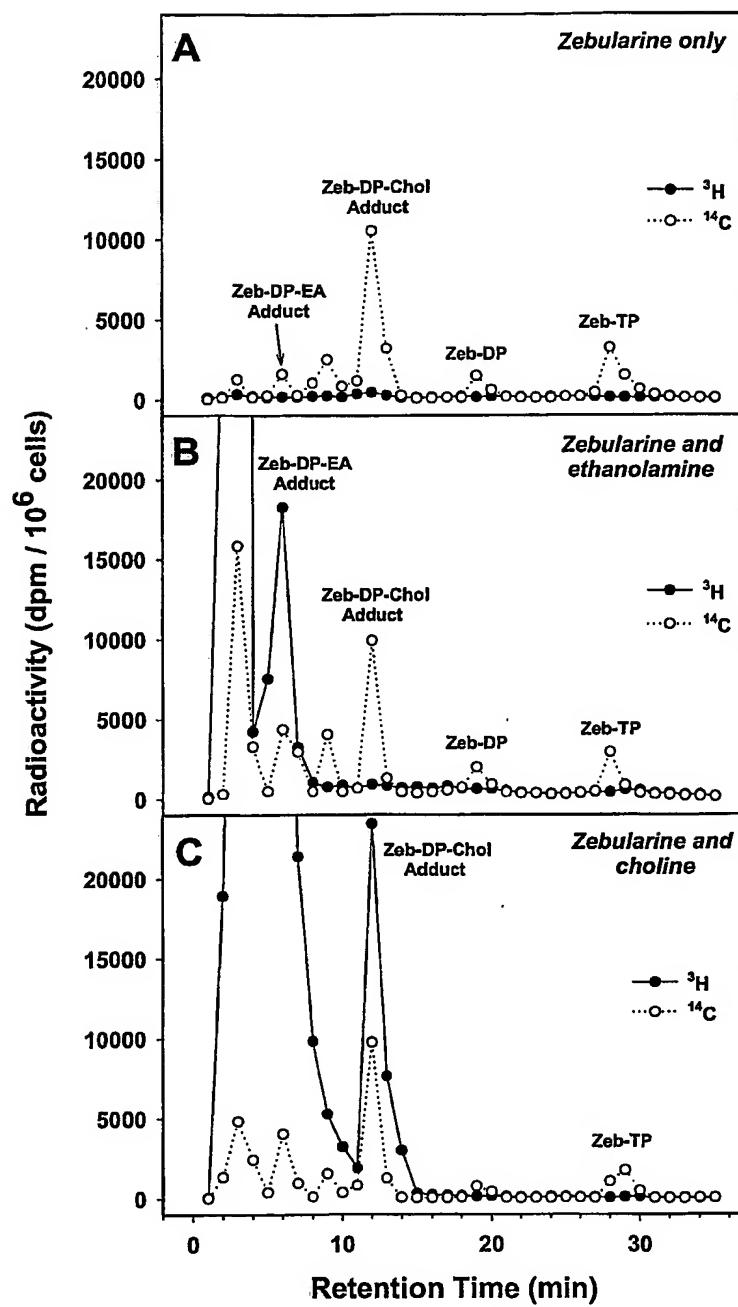 A
Zebularine only
20000
15000
10000
5000
0
Zeb-DP-Chol
Adduct
³H
¹⁴C
Zeb-DP-EA
Adduct
Zeb-DP
Zeb-TP
B
Zebularine and
ethanolamine
20000
15000
10000
5000
0
Zeb-DP-EA
Adduct
Zeb-DP-Chol
Adduct
³H
¹⁴C
Zeb-DP
Zeb-TP
C
Zebularine and
choline
20000
15000
10000
5000
0
Zeb-DP-Chol
Adduct
³H
¹⁴C
Zeb-TP
Radioactivity (dpm / 10⁶ cells)
0 10 20 30
Retention Time (min)